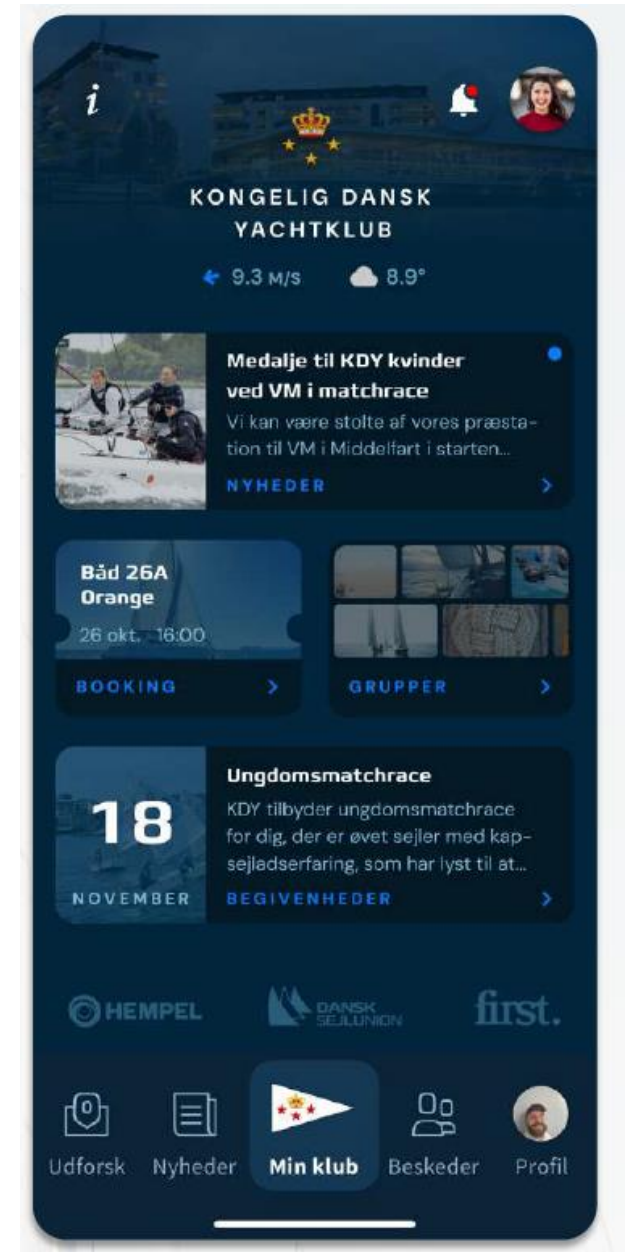 i
KONGELIG DANSK
YACHTKLUB
9.3 M/S 8.9°
Medalje til KDY kvinder
ved VM i matchrace
Vi kan være stolte af vores præsta-
tion til VM i Middelfart i starten...
NYHEDER
Båd 26A
Orange
26 okt. 16:00
BOOKING
GRUPPER
18
NOVEMBER
Ungdomsmatchrace
KDY tilbyder ungdomsmatchrace
for dig, der er øvet sejler med kap-
sejladserfaring, som har lyst til at...
BEGIVENHEDER
HEMPEL
DANSK
SEJLUNION
first.
Udforsk
Nyheder
Min klub
Beskeder
Profil